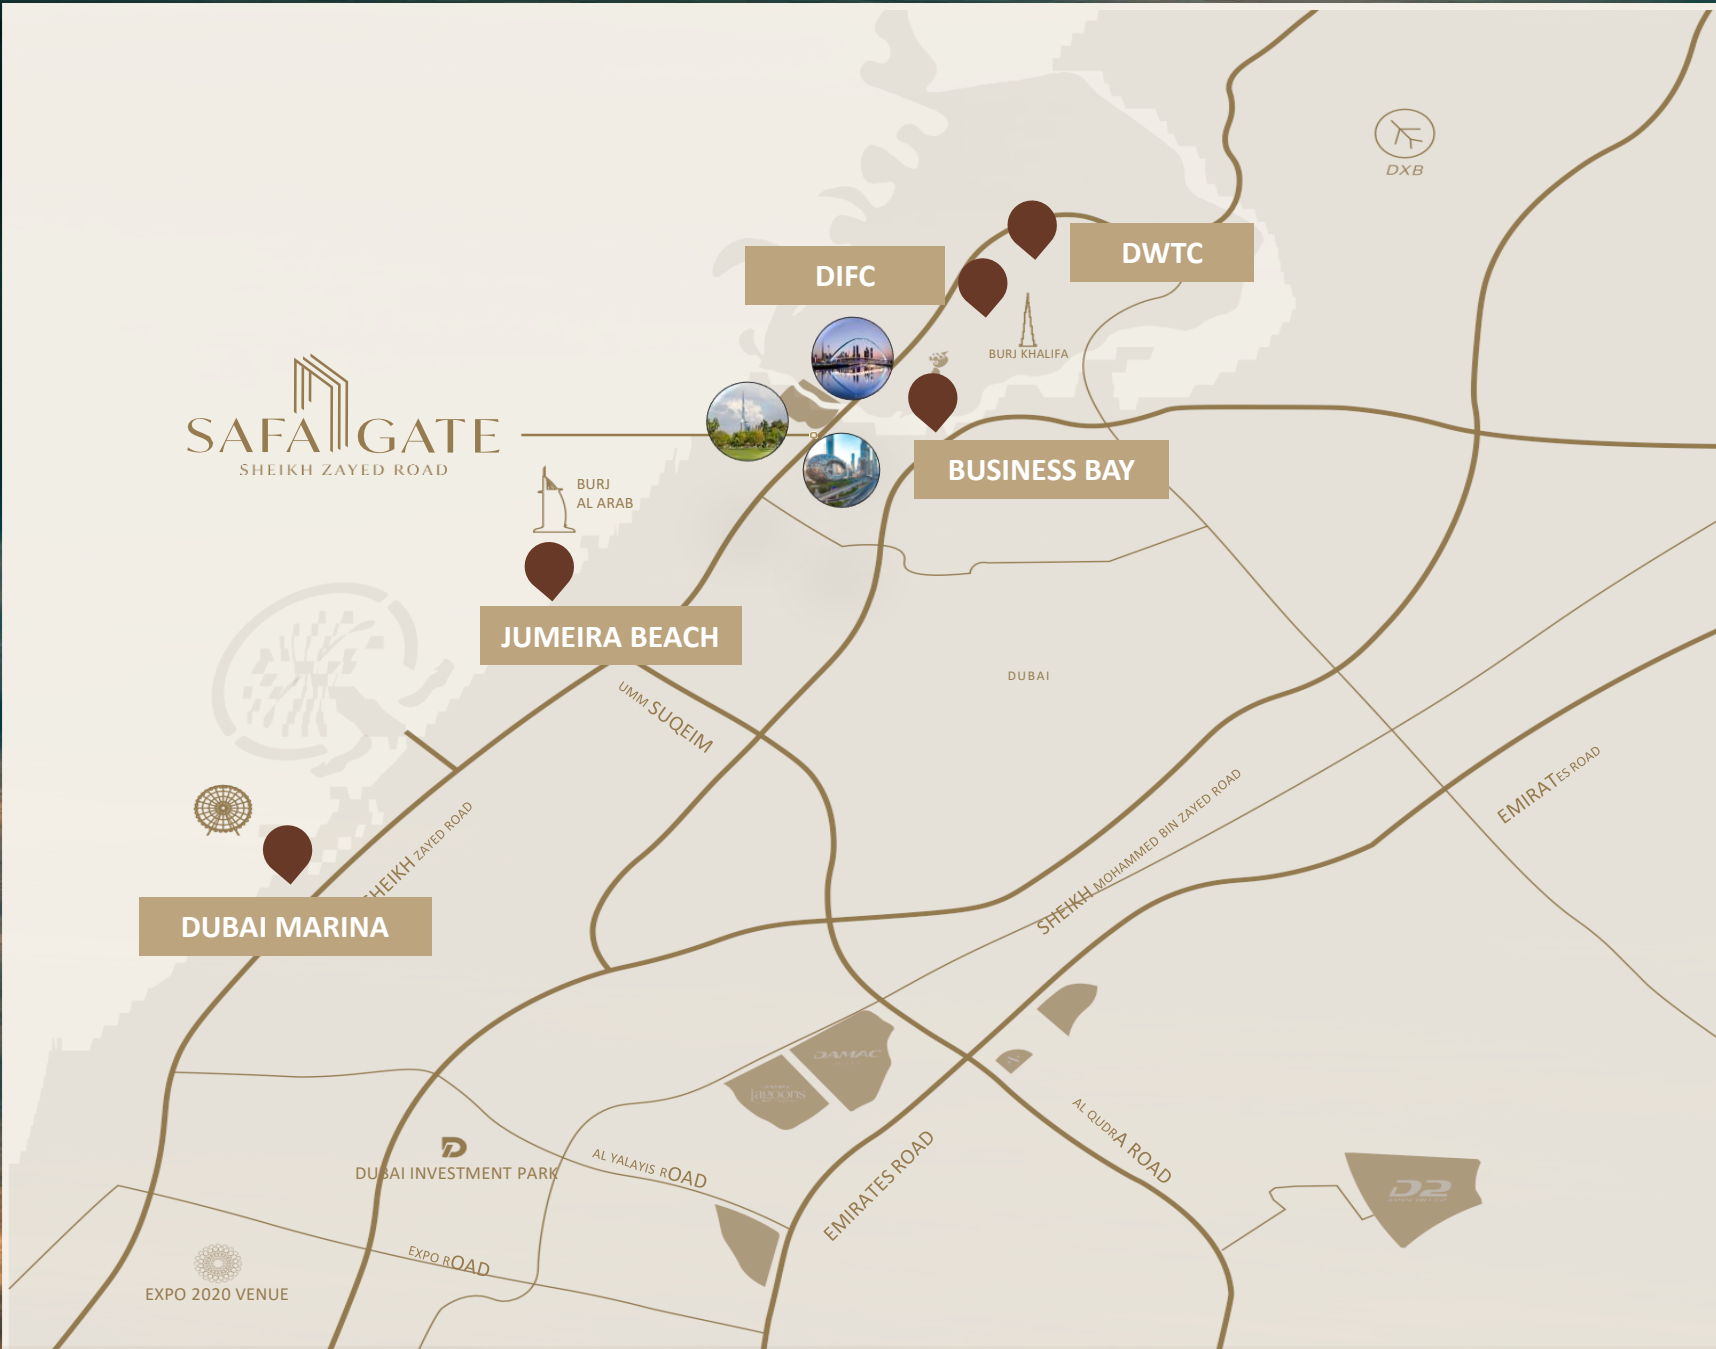 DXB
DWTC
DIFC
BURJ KHALIFA
SAFA GATE
SHEIKH ZAYED ROAD
BUSINESS BAY
BURJ
AL ARAB
JUMEIRA BEACH
DUBAI
UMM SUQEIM
EMIRATES ROAD
SHEIKH MOHAMMED BIN ZAYED ROAD
SHEIKH ZAYED ROAD
DUBAI MARINA
DAMAC
lagoons
AL QUDRA ROAD
EMIRATES ROAD
AL YALAYIS ROAD
DUBAI INVESTMENT PARK
D2
EXPO ROAD
EXPO 2020 VENUE